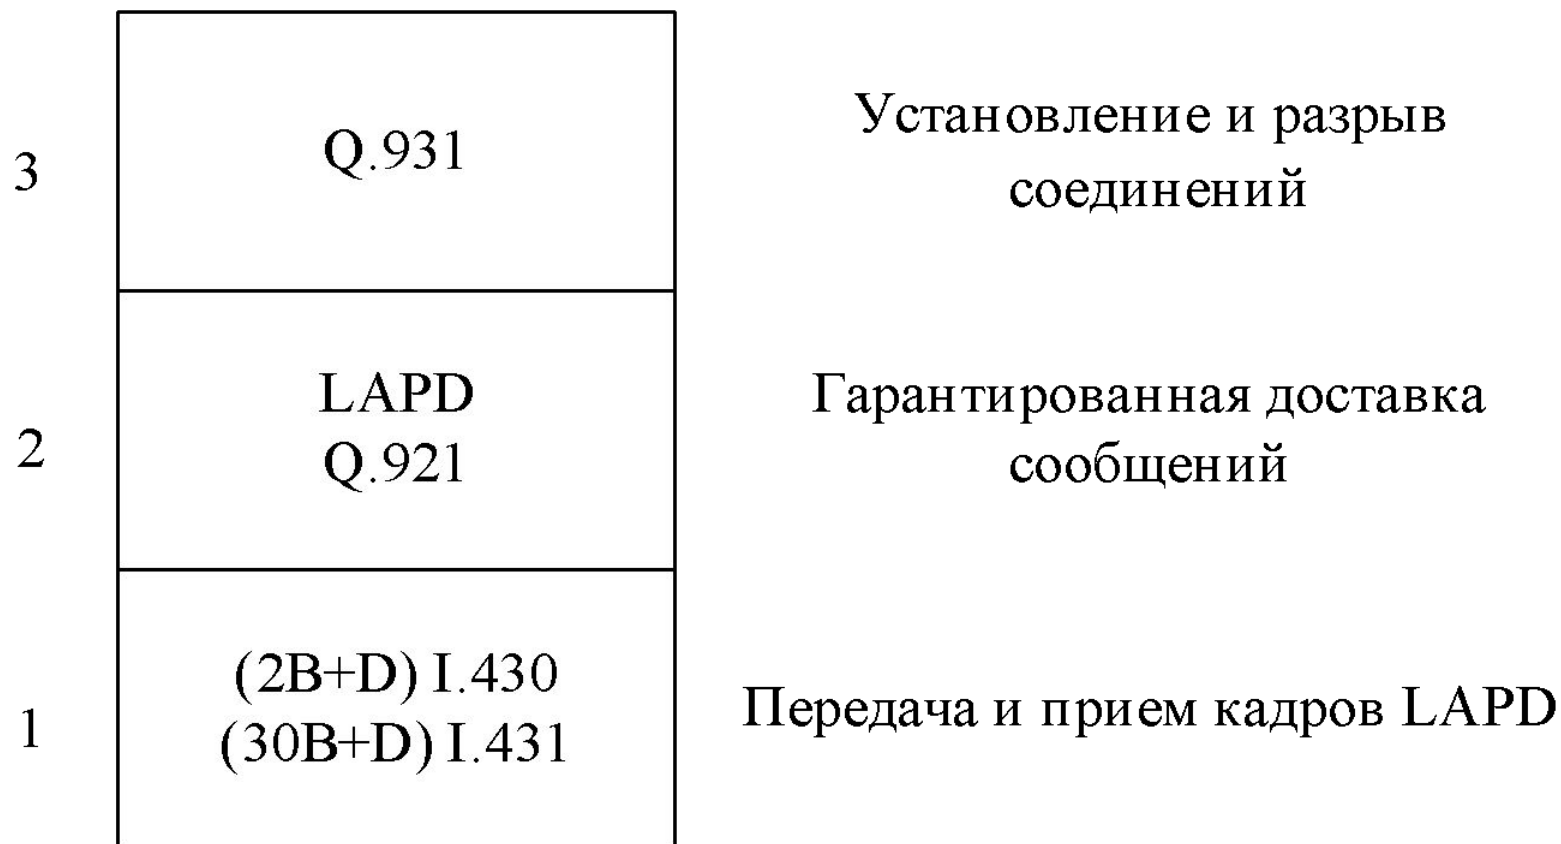 3
Q.931
Установление и разрыв
соединений
2
LAPD
Q.921
Гарантированная доставка
сообщений
1
(2B+D) I.430
(30B+D) I.431
Передача и прием кадров LAPD